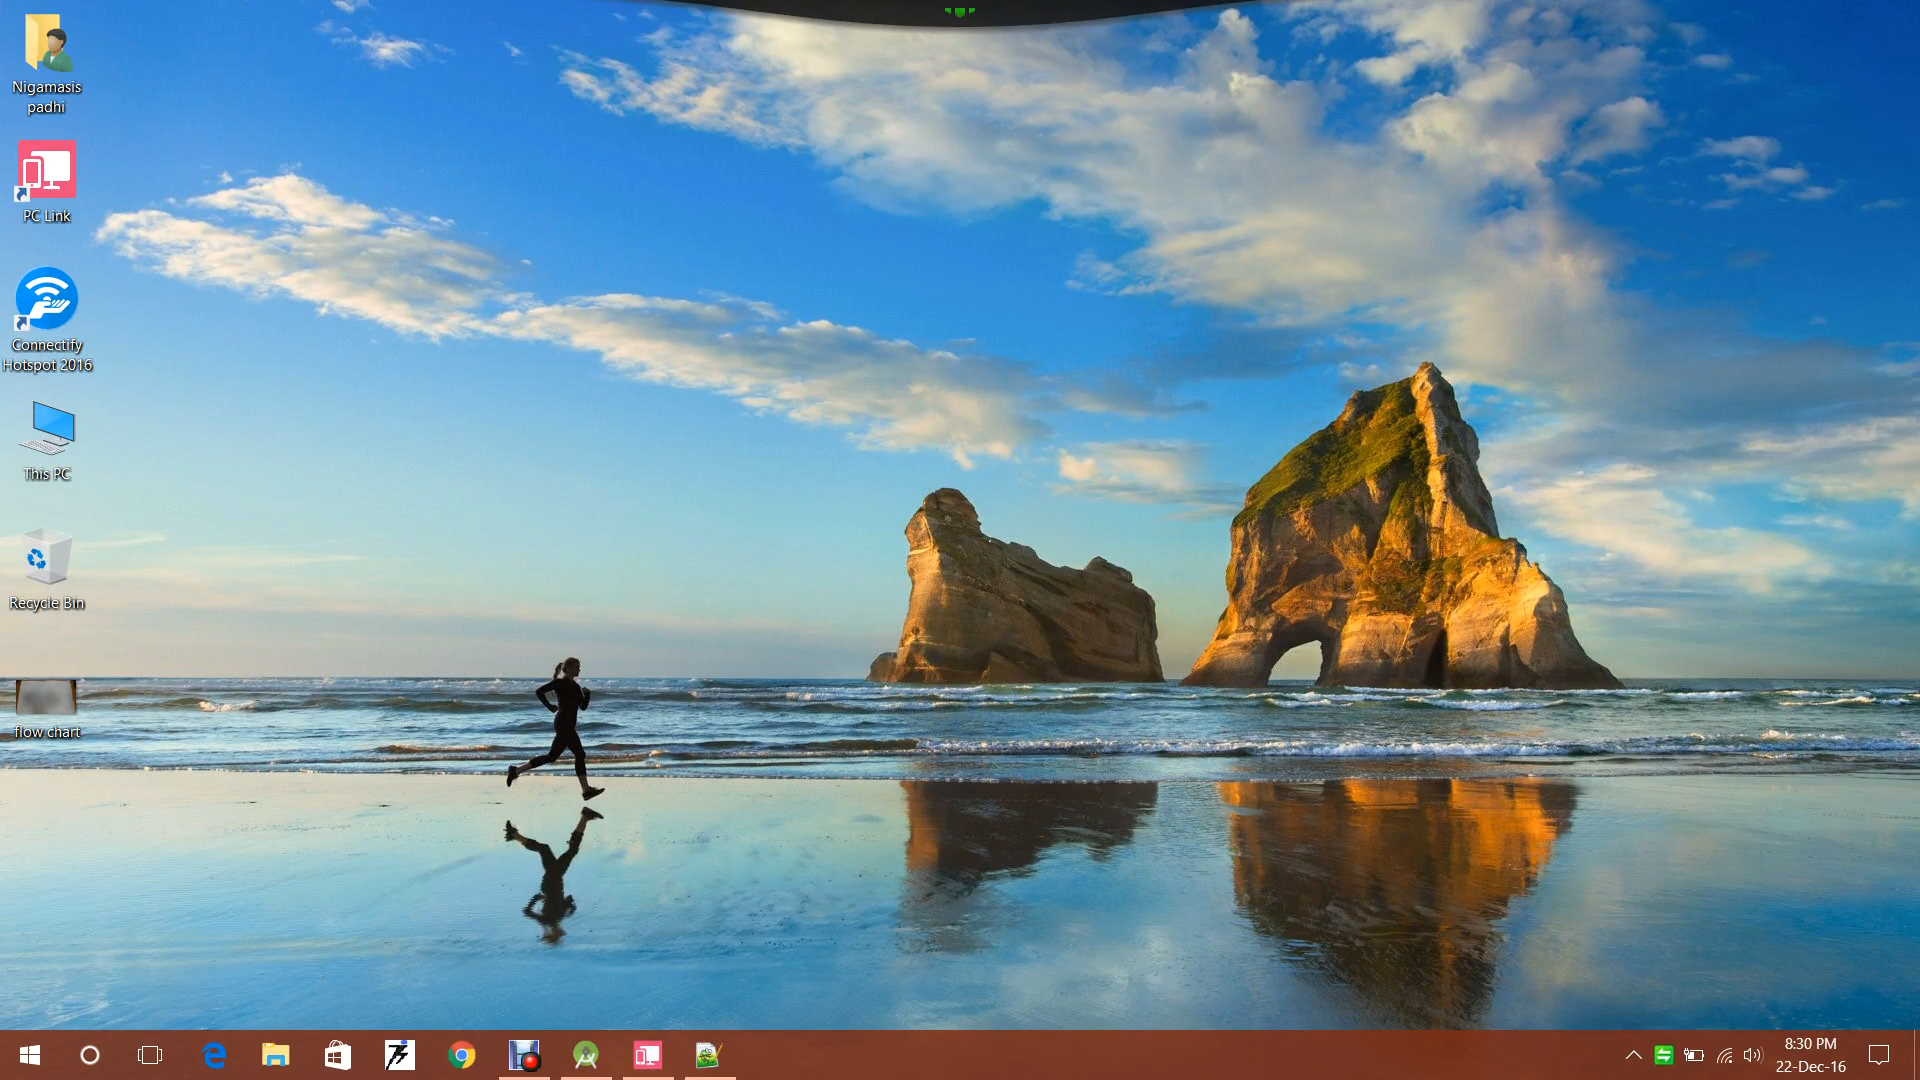 Nigamasis
padhi
PC Link
Connectify
Hotspot 2016
This PC
Recycle Bin
flow chart
8:30 PM
22-Dec-16